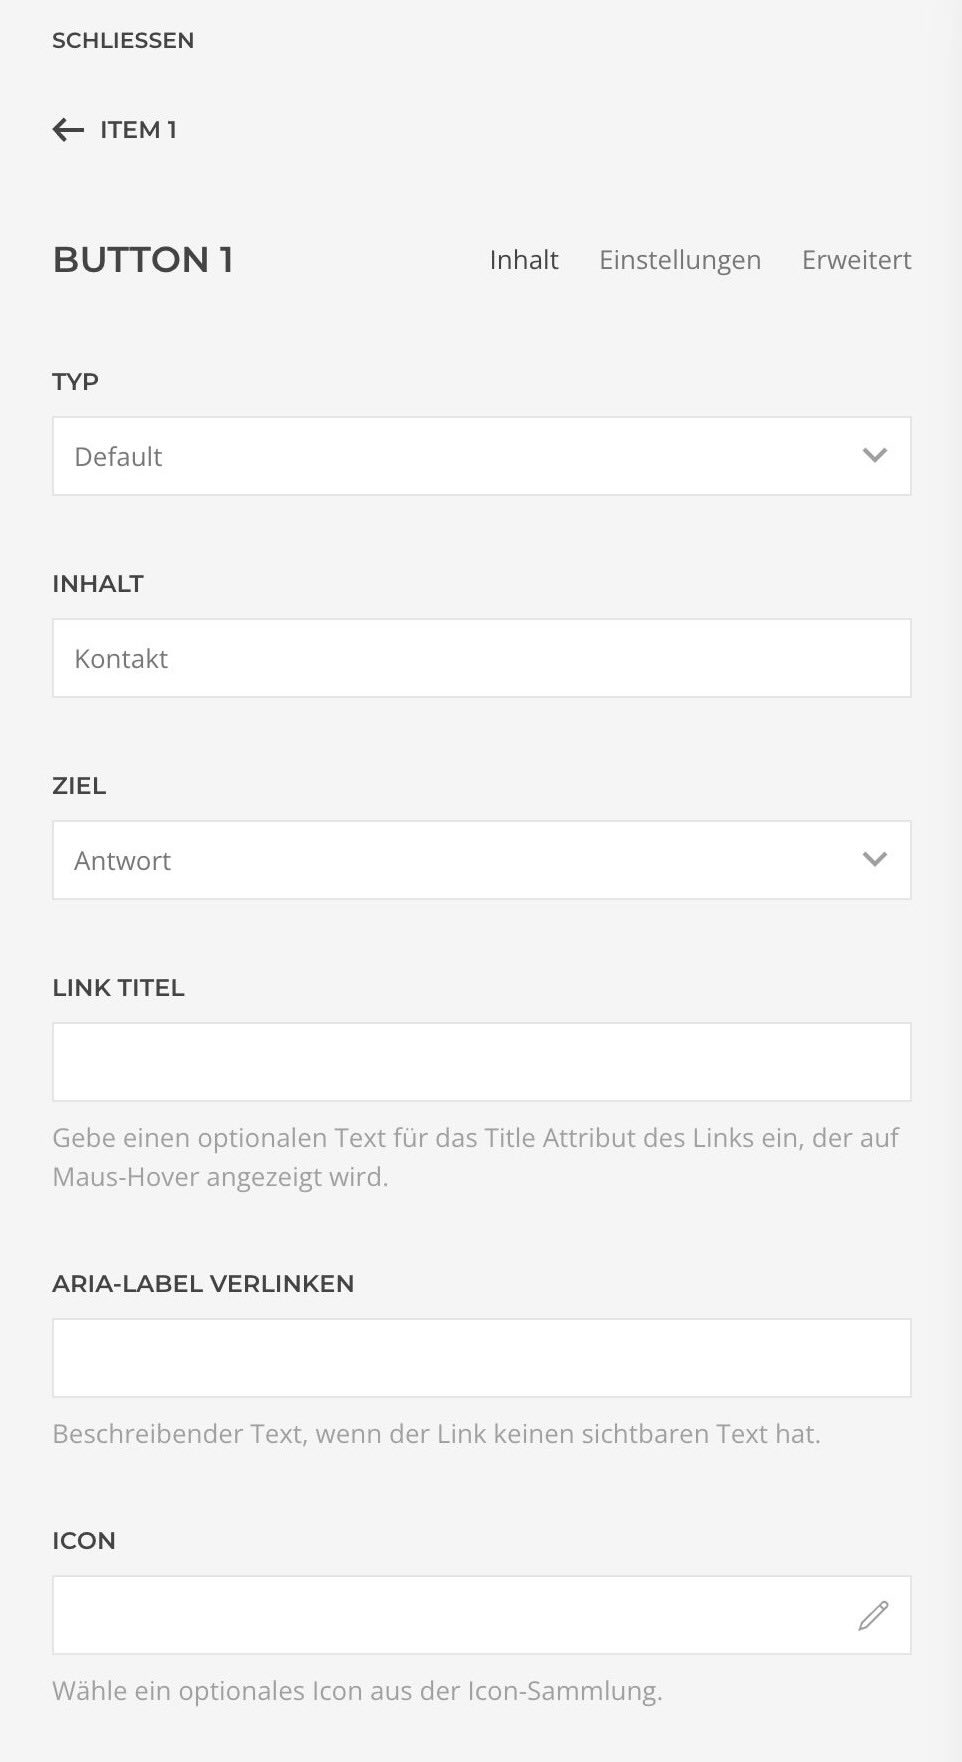 SCHLIESSEN
ITEM 1
BUTTON 1 Inhalt Einstellungen Erweitert
TYP
Default
INHALT
Kontakt
ZIEL
Antwort
LINK TITEL
Gebe einen optionalen Text für das Title Attribut des Links ein, der auf
Maus-Hover angezeigt wird.
ARIA-LABEL VERLINKEN
Beschreibender Text, wenn der Link keinen sichtbaren Text hat.
ICON
Wähle ein optionales Icon aus der Icon-Sammlung.